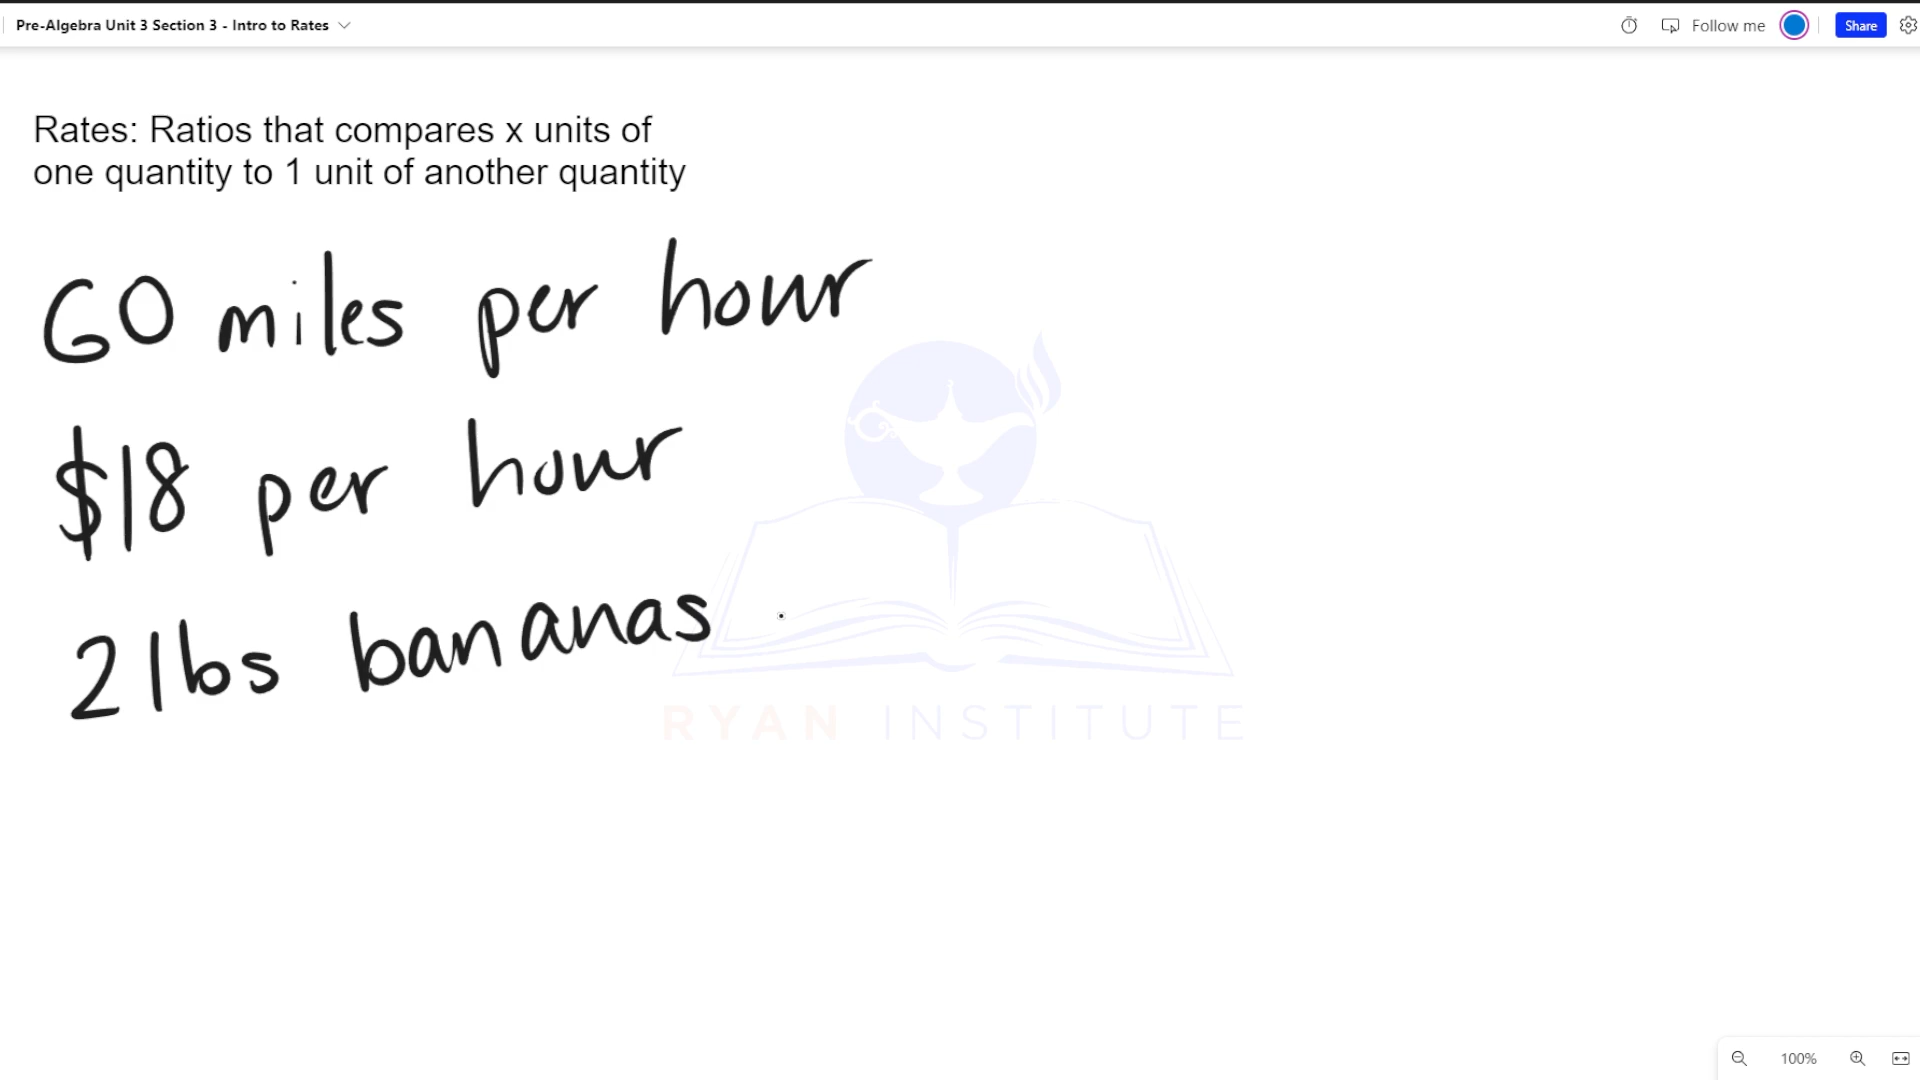 Pre-Algebra Unit 3 Section 3 - Intro to Rates
Follow me
Share
Rates: Ratios that compares x units of
one quantity to 1 unit of another quantity
60 miles per hour
$18 per hour
2 lbs bananas
RYAN INSTITUTE
100%